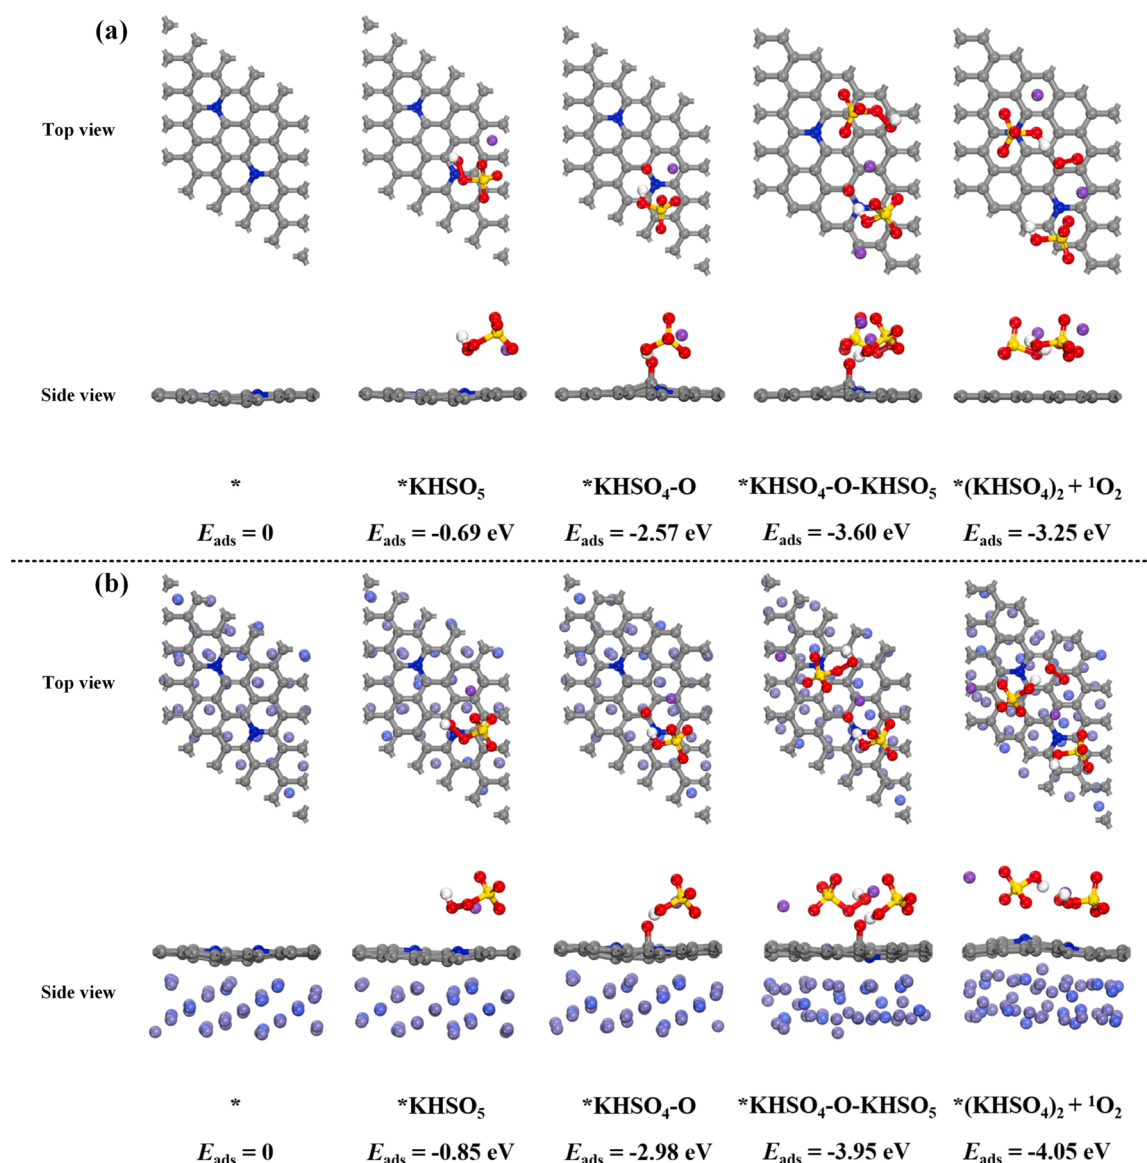 (a)
Top view
Side view
* *KHSO₅ *KHSO₄-O *KHSO₄-O-KHSO₅ *(KHSO₄)₂ + ¹O₂
Eads = 0 Eads = -0.69 eV Eads = -2.57 eV Eads = -3.60 eV Eads = -3.25 eV
(b)
Top view
Side view
* *KHSO₅ *KHSO₄-O *KHSO₄-O-KHSO₅ *(KHSO₄)₂ + ¹O₂
Eads = 0 Eads = -0.85 eV Eads = -2.98 eV Eads = -3.95 eV Eads = -4.05 eV